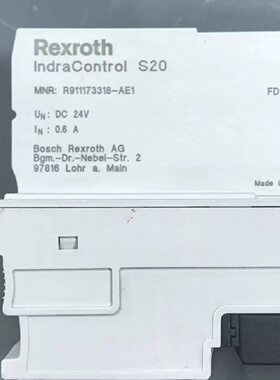 Rexroth
IndraControl S20
MNR: R911173318-AE1
FD
UN: DC 24V
IN: 0.6 A
Bosch Rexroth AG
Bgm.-Dr.-Nebel-Str. 2
97816 Lohr a. Main
Made i